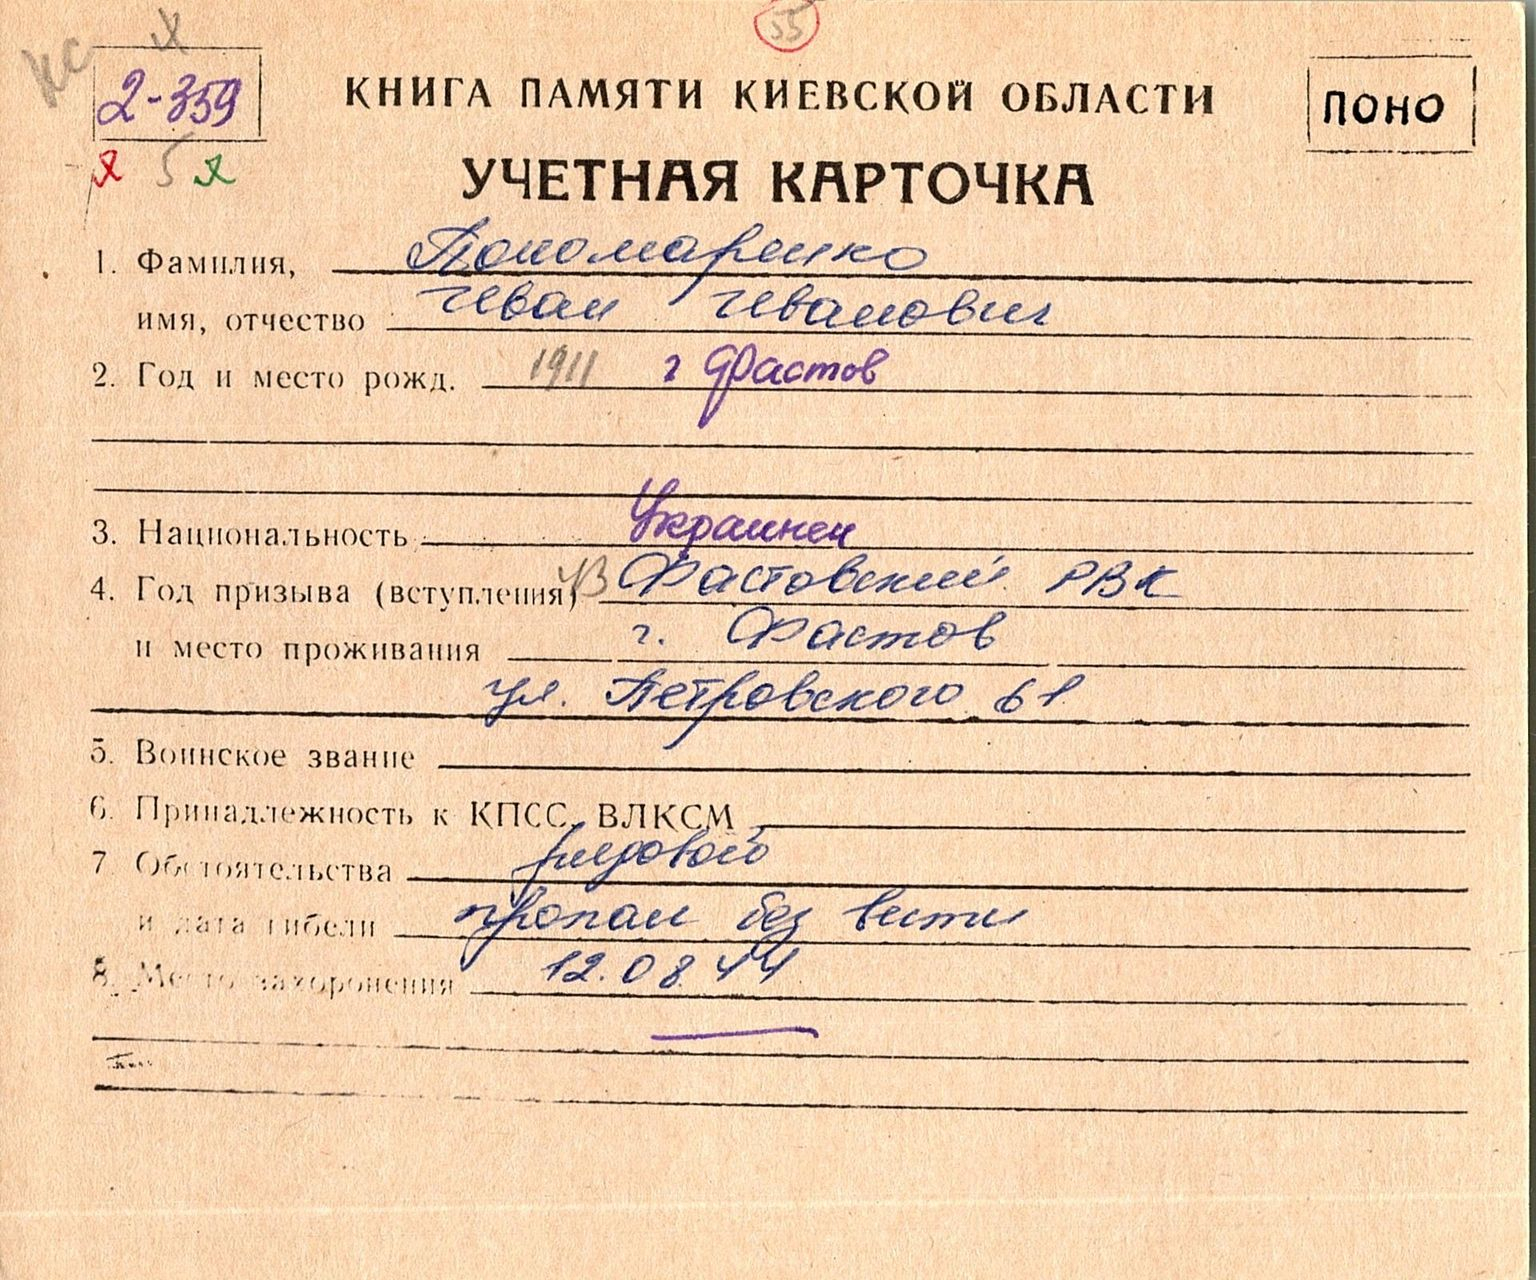 КС Х 55
2-359 КНИГА ПАМЯТИ КИЕВСКОЙ ОБЛАСТИ ПОНО
5
УЧЕТНАЯ КАРТОЧКА
1. Фамилия, Пономаренко
имя, отчество Иван Иванович
2. Год и место рожд. 1911 г Фастов
3. Национальность Украинец
4. Год призыва (вступления) Фастовский РВК
и место проживания г. Фастов
ул. Петровского 61
5. Воинское звание
6. Принадлежность к КПСС, ВЛКСМ
7. Обстоятельства рядовой
и дата гибели пропал без вести
8. Место захоронения 12.08.44